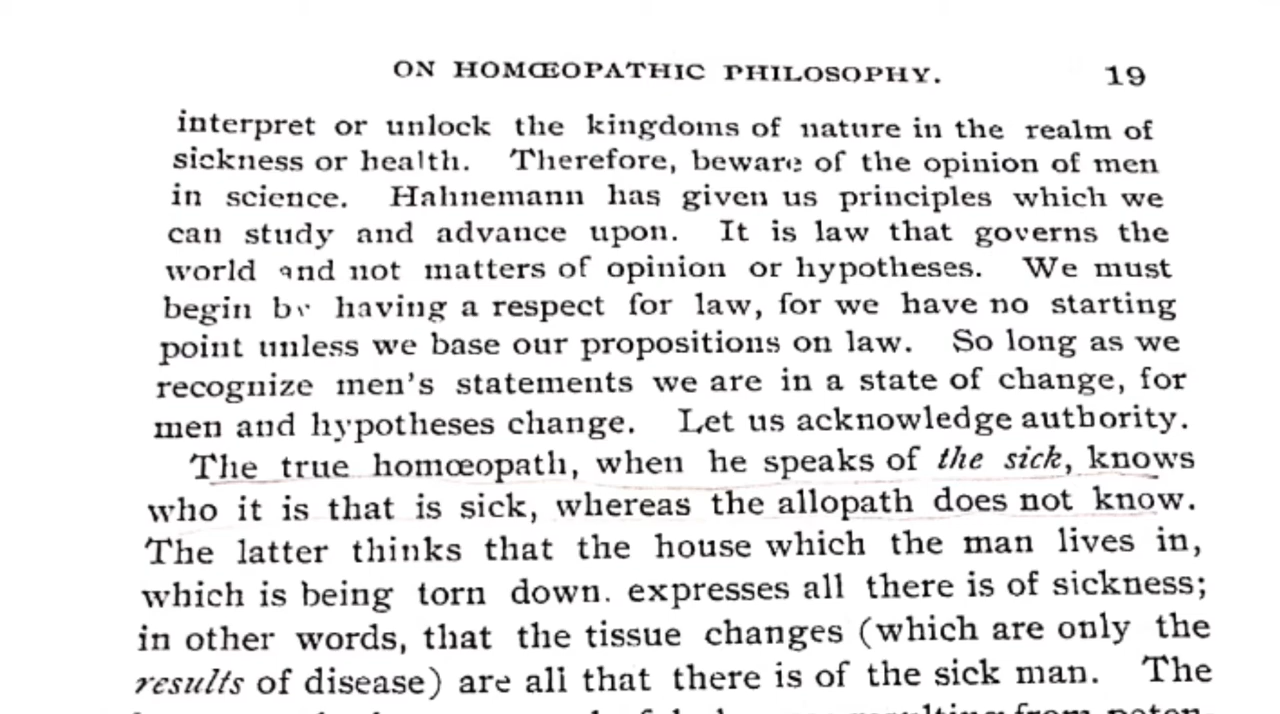 ON HOMŒOPATHIC PHILOSOPHY. 19
interpret or unlock the kingdoms of nature in the realm of
sickness or health. Therefore, beware of the opinion of men
in science. Hahnemann has given us principles which we
can study and advance upon. It is law that governs the
world and not matters of opinion or hypotheses. We must
begin by having a respect for law, for we have no starting
point unless we base our propositions on law. So long as we
recognize men's statements we are in a state of change, for
men and hypotheses change. Let us acknowledge authority.
The true homœopath, when he speaks of the sick, knows
who it is that is sick, whereas the allopath does not know.
The latter thinks that the house which the man lives in,
which is being torn down. expresses all there is of sickness;
in other words, that the tissue changes (which are only the
results of disease) are all that there is of the sick man. The